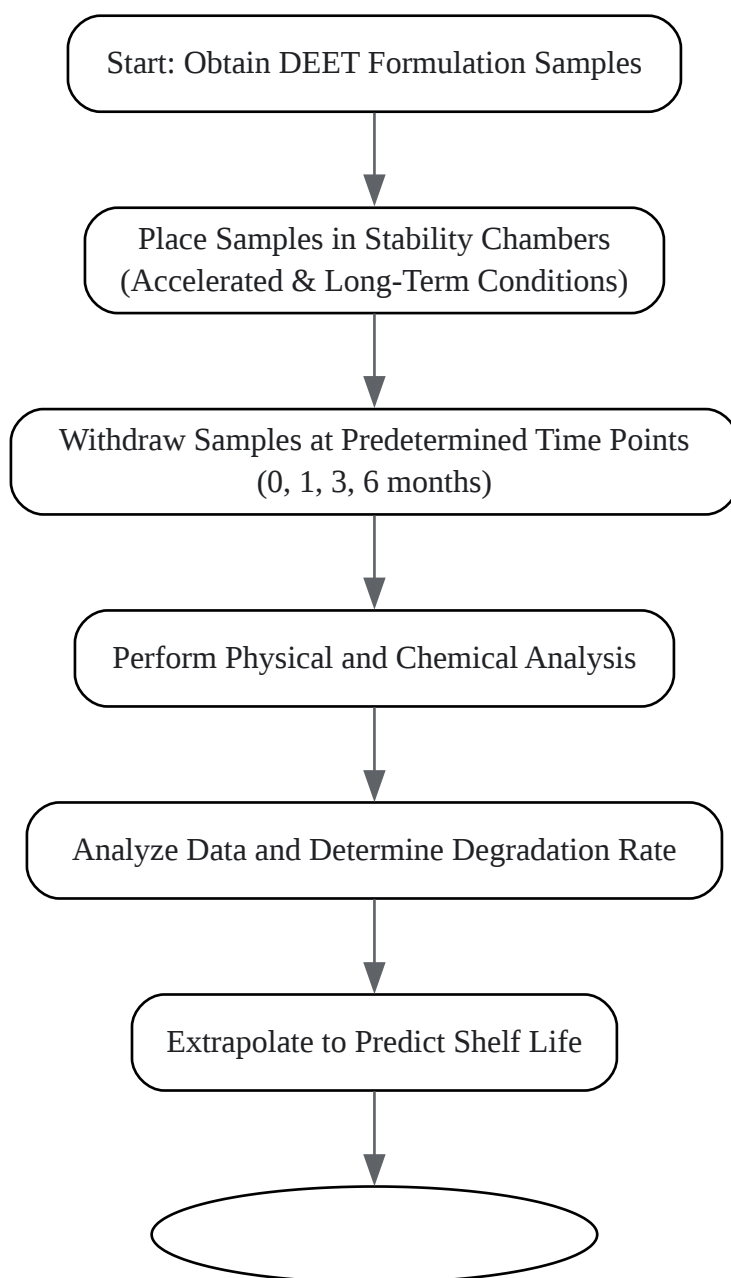 Start: Obtain DEET Formulation Samples
Place Samples in Stability Chambers
(Accelerated & Long-Term Conditions)
Withdraw Samples at Predetermined Time Points
(0, 1, 3, 6 months)
Perform Physical and Chemical Analysis
Analyze Data and Determine Degradation Rate
Extrapolate to Predict Shelf Life